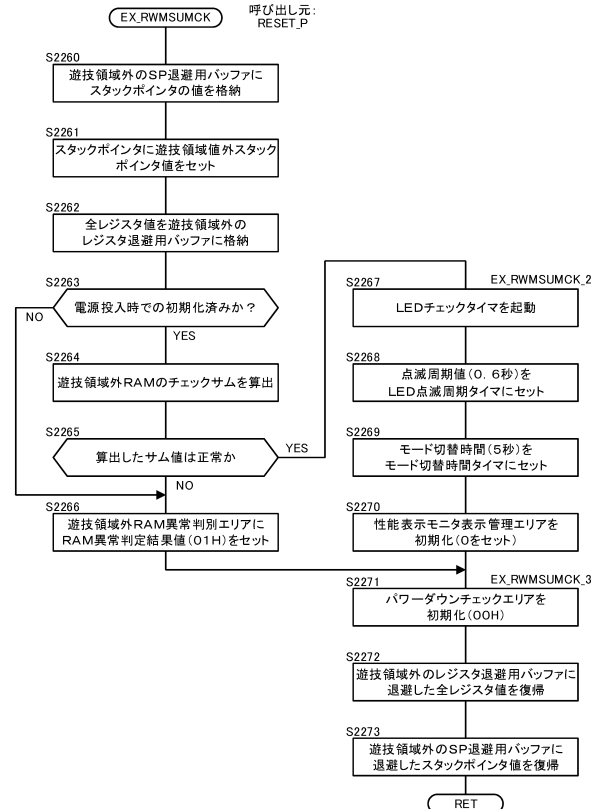 EX_RWMSUMCK
呼び出し元:
RESET_P
S2260
遊技領域外のSP退避用バッファに
スタックポインタの値を格納
S2261
スタックポインタに遊技領域値外スタック
ポインタ値をセット
S2262
全レジスタ値を遊技領域外の
レジスタ退避用バッファに格納
S2263
電源投入時での初期化済みか?
NO
YES
S2264
遊技領域外RAMのチェックサムを算出
S2265
算出したサム値は正常か
YES
NO
S2266
遊技領域外RAM異常判別エリアに
RAM異常判定結果値(01H)をセット
S2267
EX_RWMSUMCK_2
LEDチェックタイマを起動
S2268
点滅周期値(0.6秒)を
LED点滅周期タイマにセット
S2269
モード切替時間(5秒)を
モード切替時間タイマにセット
S2270
性能表示モニタ表示管理エリアを
初期化(0をセット)
S2271
EX_RWMSUMCK_3
パワーダウンチェックエリアを
初期化(00H)
S2272
遊技領域外のレジスタ退避用バッファに
退避した全レジスタ値を復帰
S2273
遊技領域外のSP退避用バッファに
退避したスタックポインタ値を復帰
RET